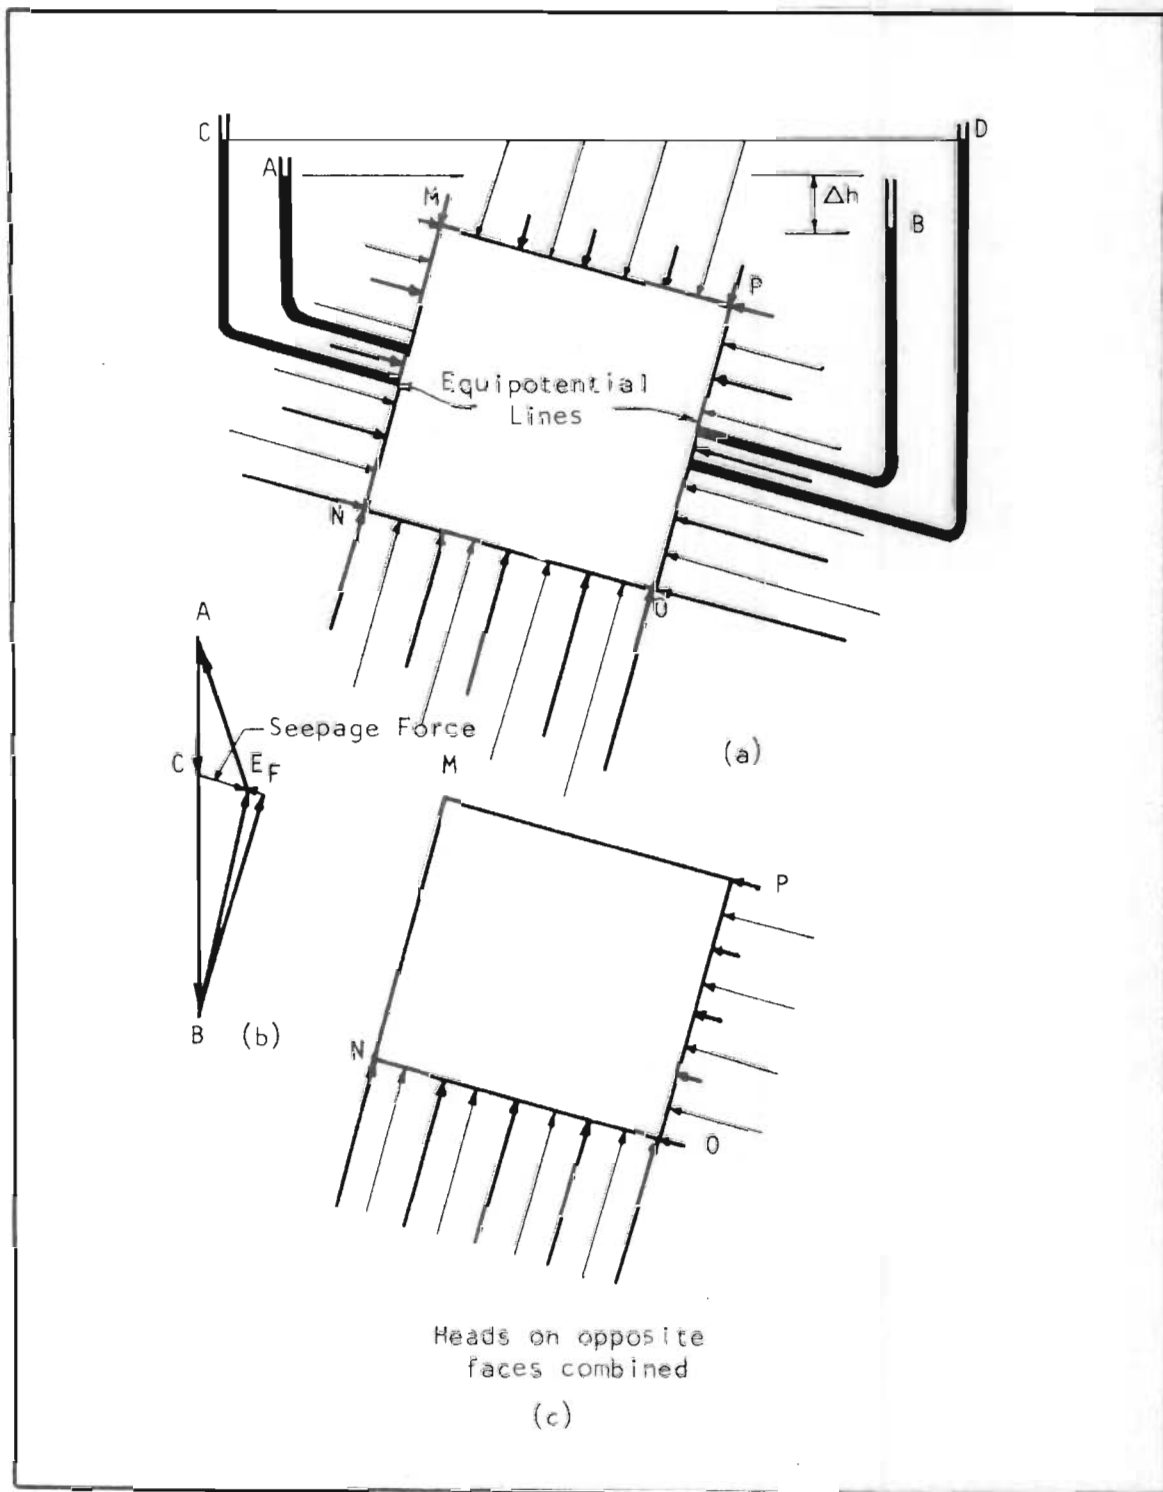 C
D
A
M
Δh
B
P
Equipotential
Lines
N
O
A
Seepage Force
C
E
F
(a)
M
P
B
(b)
N
O
Heads on opposite
faces combined
(c)